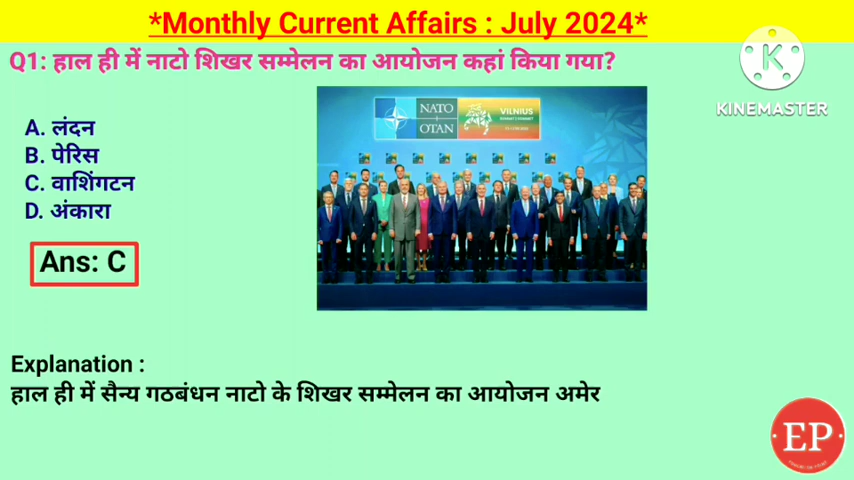 *Monthly Current Affairs : July 2024*
Q1: हाल ही में नाटो शिखर सम्मेलन का आयोजन कहां किया गया?
KINEMASTER
A. लंदन
B. पेरिस
C. वाशिंगटन
D. अंकारा
Ans: C
NATO
OTAN
VILNIUS
Explanation :
हाल ही में सैन्य गठबंधन नाटो के शिखर सम्मेलन का आयोजन अमेर
EP